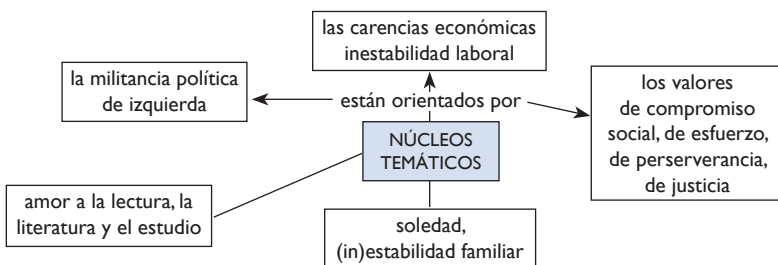 las carencias económicas
inestabilidad laboral
la militancia política
de izquierda
están orientados por
los valores
de compromiso
social, de esfuerzo,
de perserverancia,
de justicia
NÚCLEOS
TEMÁTICOS
amor a la lectura, la
literatura y el estudio
soledad,
(in)estabilidad familiar